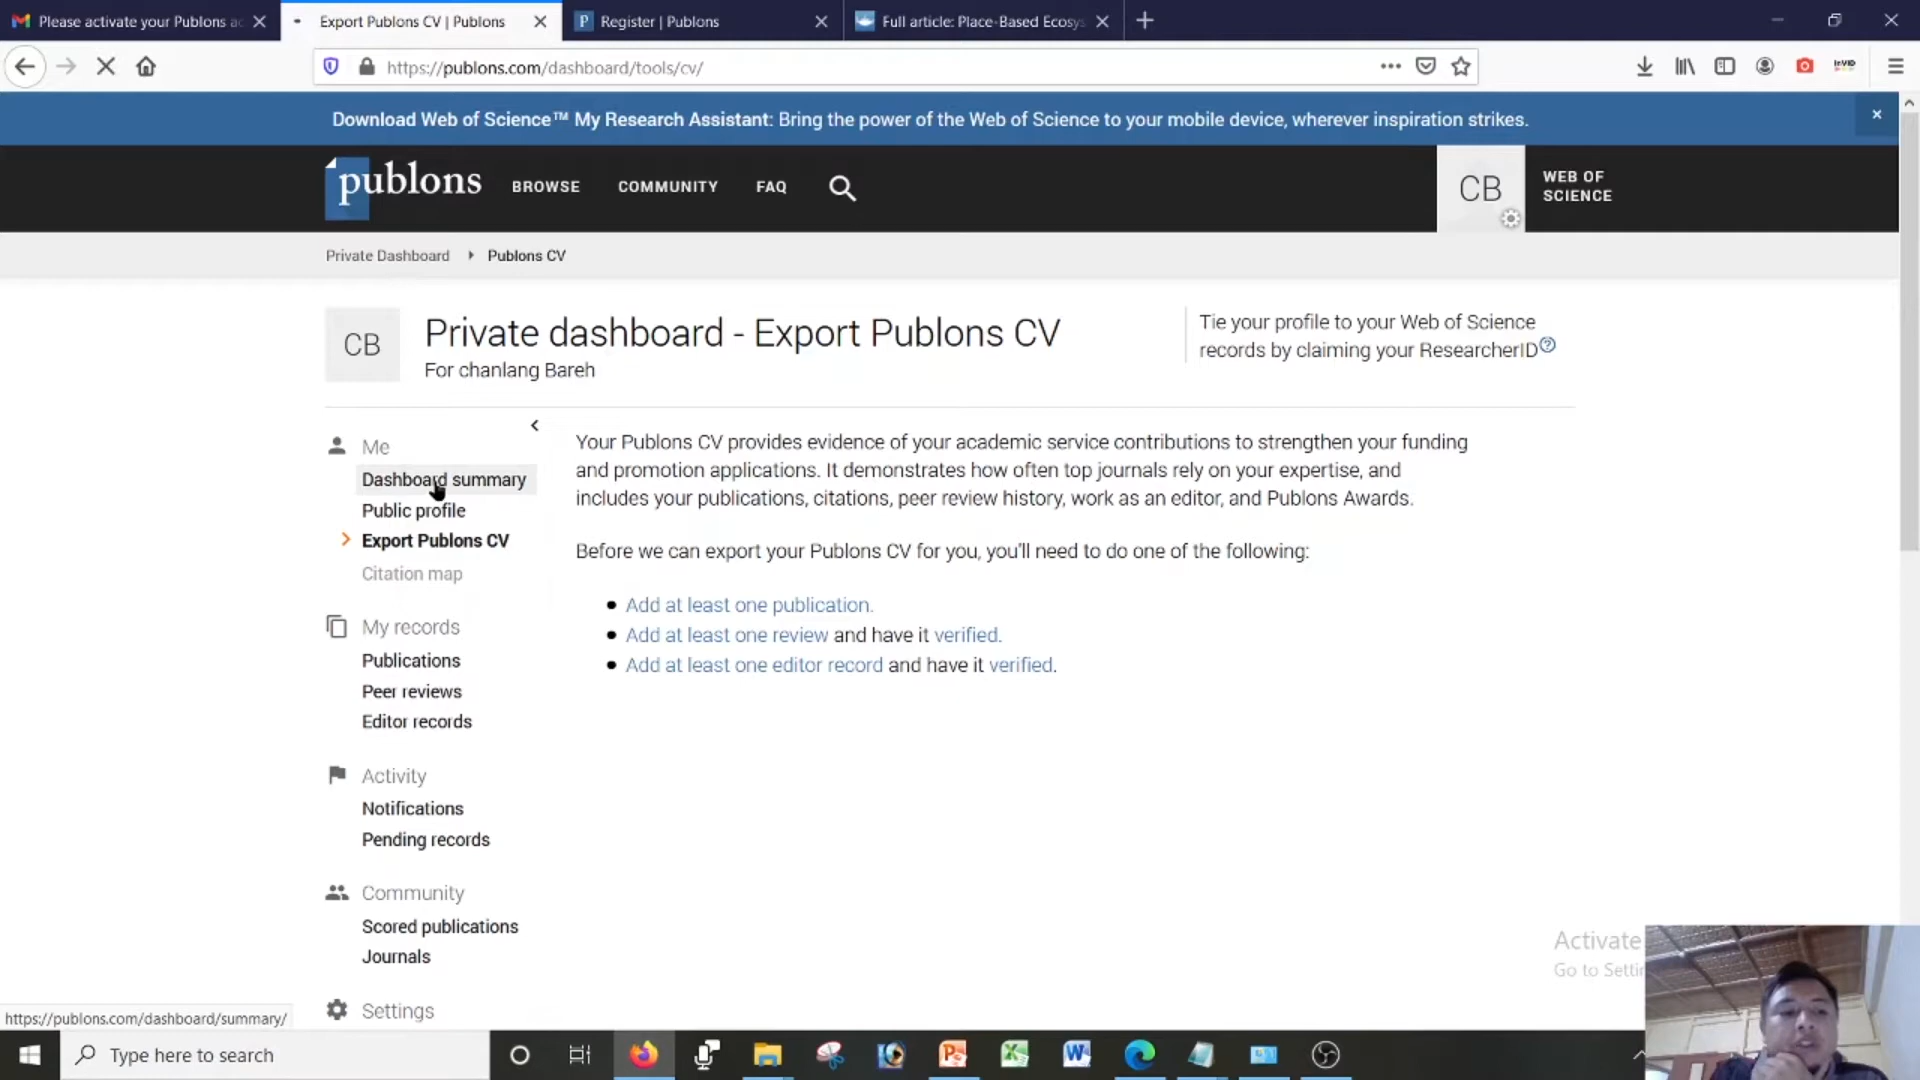 Please activate your Publons ac
Export Publons CV | Publons
Register | Publons
Full article: Place-Based Ecosys
https://publons.com/dashboard/tools/cv/
Download Web of Science™ My Research Assistant: Bring the power of the Web of Science to your mobile device, wherever inspiration strikes.
publons
BROWSE
COMMUNITY
FAQ
CB
WEB OF
SCIENCE
Private Dashboard
Publons CV
CB
Private dashboard - Export Publons CV
For chanlang Bareh
Tie your profile to your Web of Science
records by claiming your ResearcherID
Me
Dashboard summary
Public profile
Export Publons CV
Citation map
My records
Publications
Peer reviews
Editor records
Activity
Notifications
Pending records
Community
Scored publications
Journals
Settings
Your Publons CV provides evidence of your academic service contributions to strengthen your funding
and promotion applications. It demonstrates how often top journals rely on your expertise, and
includes your publications, citations, peer review history, work as an editor, and Publons Awards.
Before we can export your Publons CV for you, you'll need to do one of the following:
• Add at least one publication.
• Add at least one review and have it verified.
• Add at least one editor record and have it verified.
Activate
Go to Setti
https://publons.com/dashboard/summary/
Type here to search